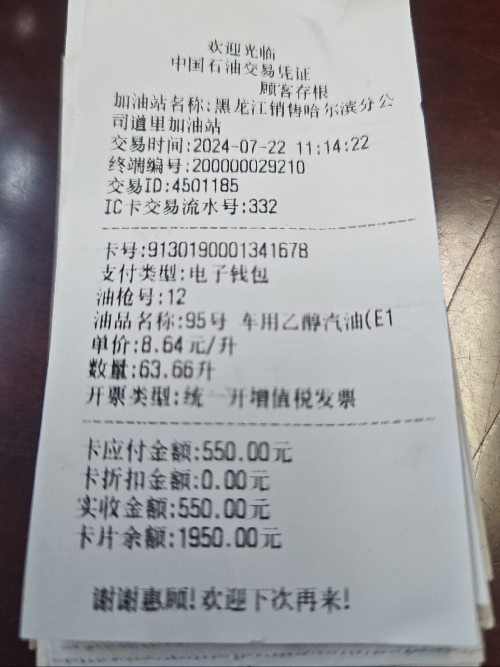 欢迎光临
中国石油交易凭证
顾客存根
加油站名称:黑龙江销售哈尔滨分公
司道里加油站
交易时间:2024-07-22 11:14:22
终端编号:200000029210
交易ID:4501185
IC卡交易流水号:332
卡号:9130190001341678
支付类型:电子钱包
油枪号:12
油品名称:95号 车用乙醇汽油(E1
单价:8.64元/升
数量:63.66升
开票类型:统一开增值税发票
卡应付金额:550.00元
卡折扣金额:0.00元
实收金额:550.00元
卡片余额:1950.00元
谢谢惠顾!欢迎下次再来!